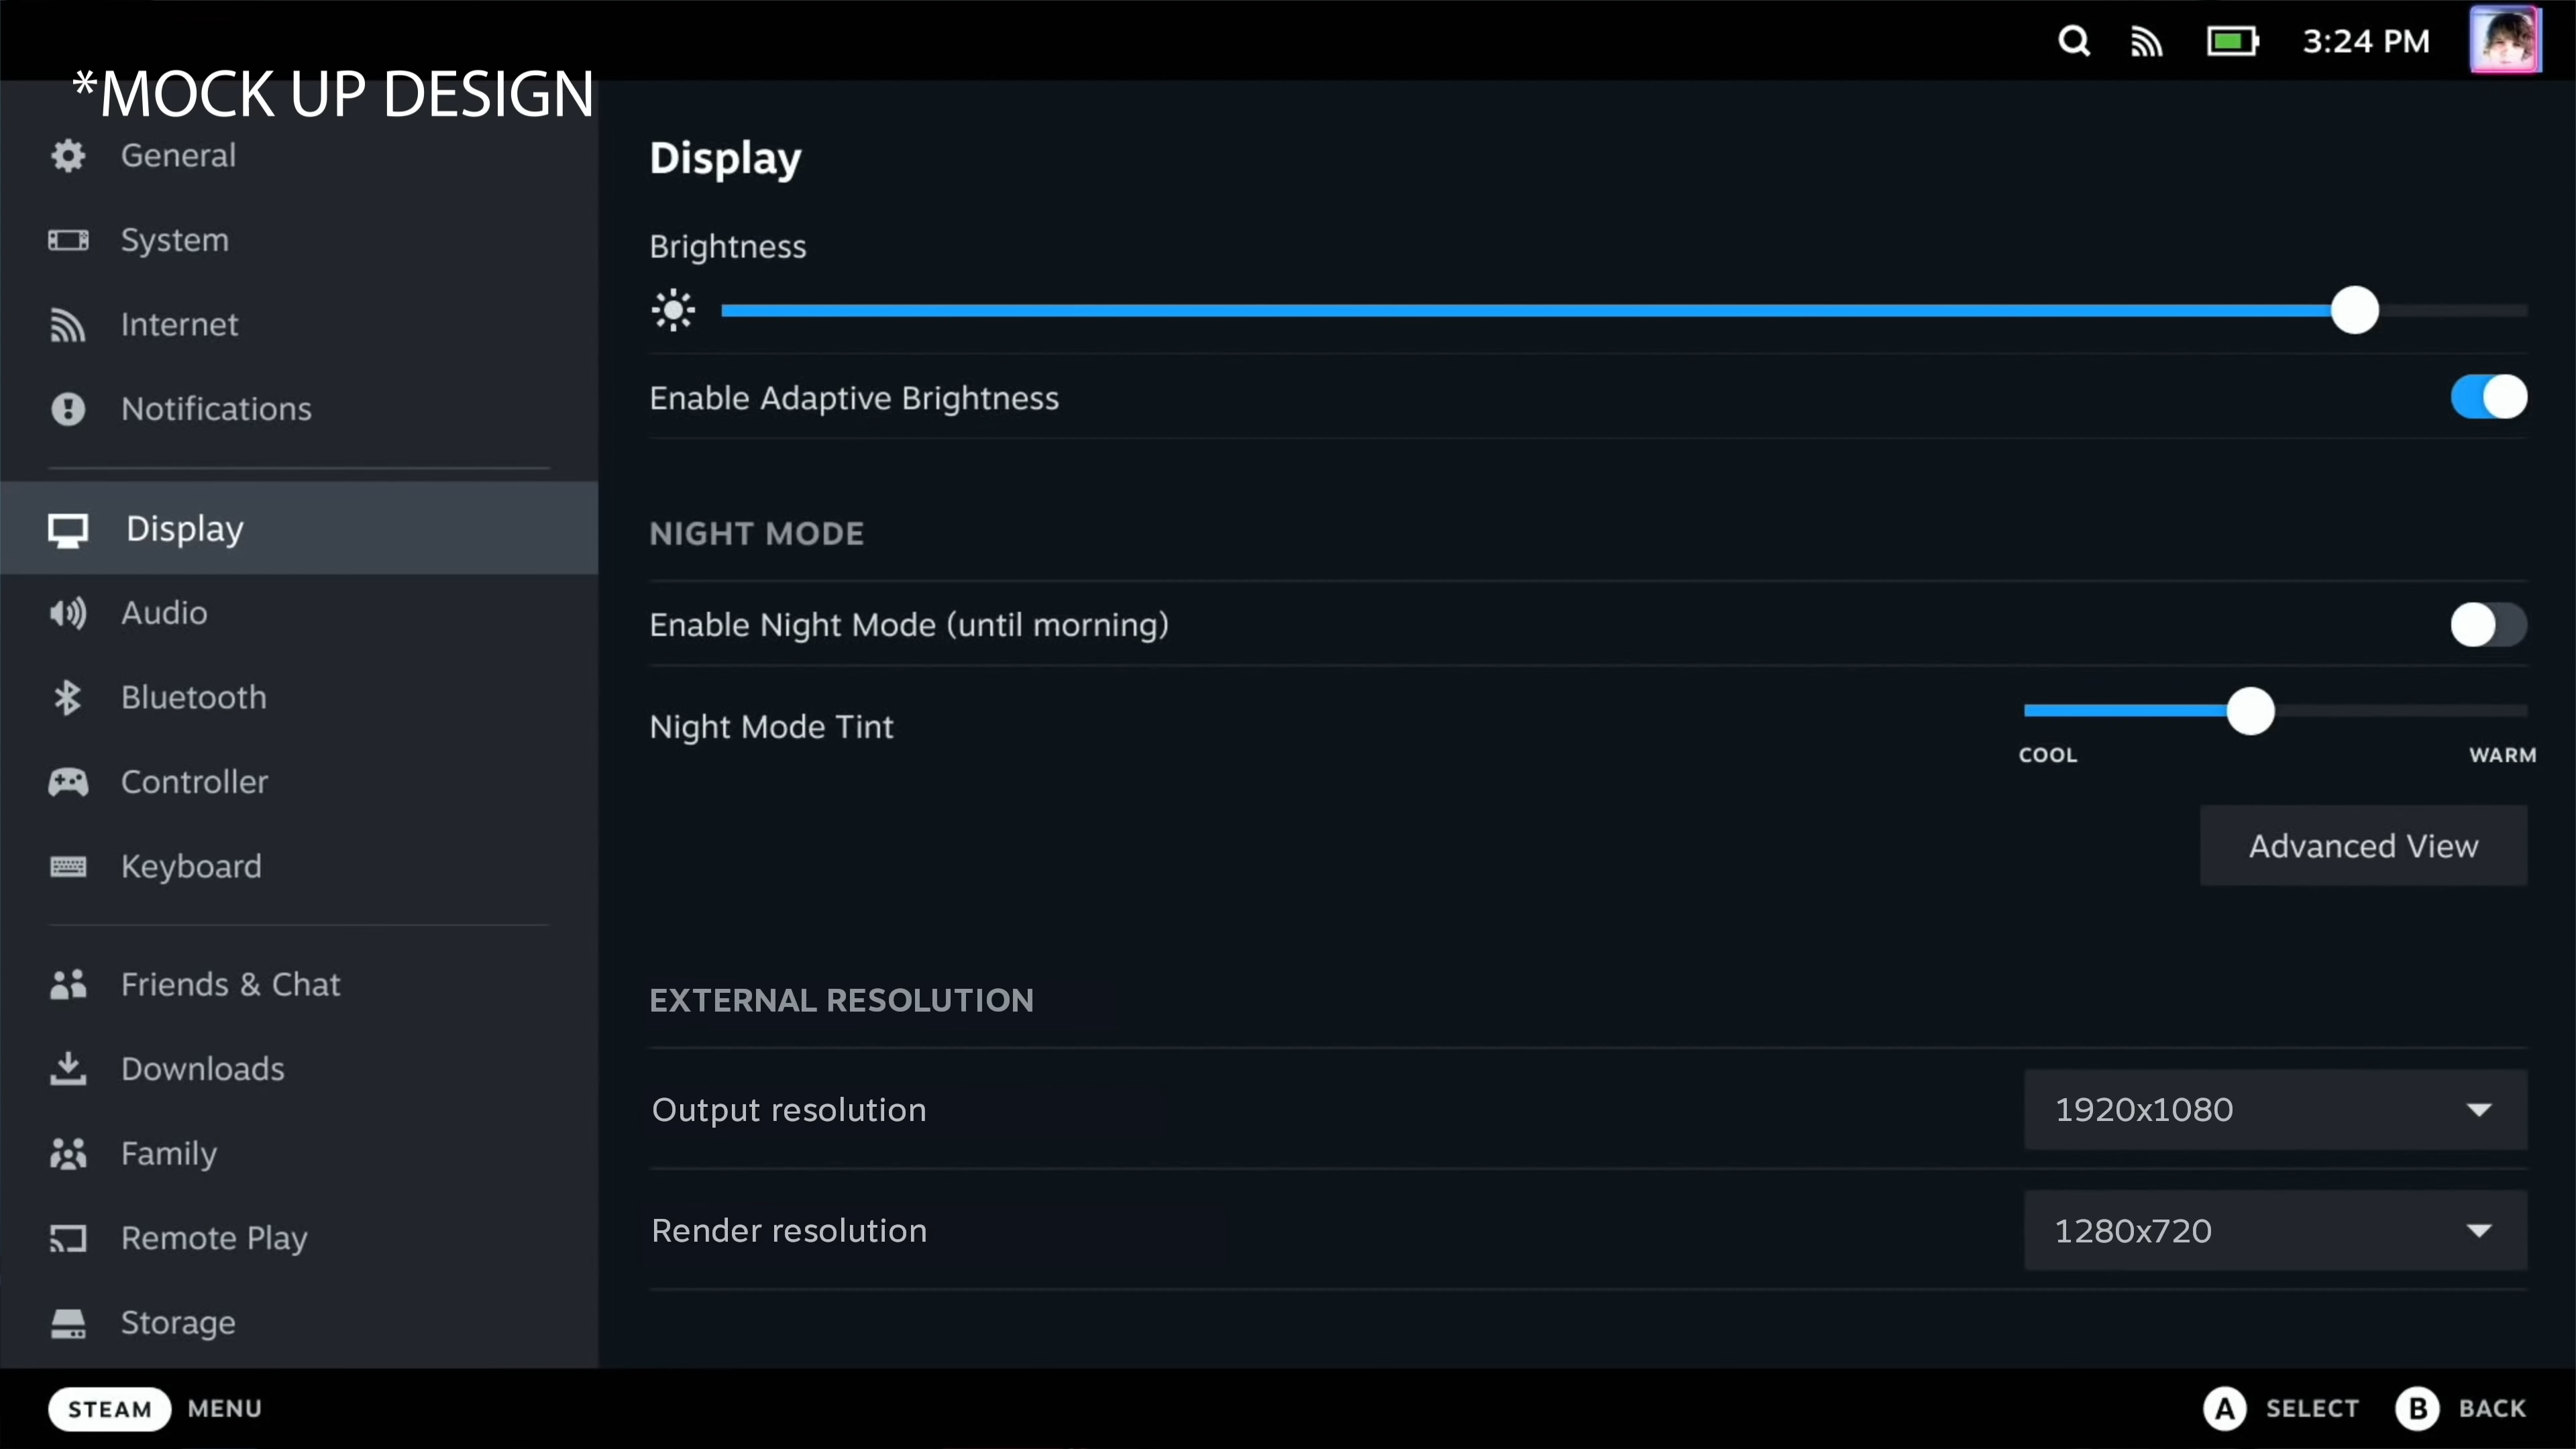 3:24 PM
*MOCK UP DESIGN
General
System
Internet
Notifications
Display
Audio
Bluetooth
Controller
Keyboard
Friends & Chat
Downloads
Family
Remote Play
Storage
Display
Brightness
Enable Adaptive Brightness
NIGHT MODE
Enable Night Mode (until morning)
Night Mode Tint
COOL WARM
Advanced View
EXTERNAL RESOLUTION
Output resolution 1920x1080
Render resolution 1280x720
STEAM MENU
A SELECT B BACK